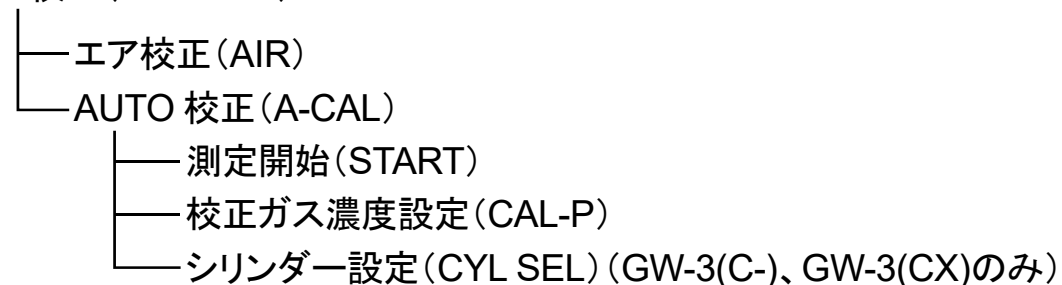 エア校正(AIR)
AUTO 校正(A-CAL)
測定開始(START)
校正ガス濃度設定(CAL-P)
シリンダー設定(CYL SEL)(GW-3(C-)、GW-3(CX)のみ)